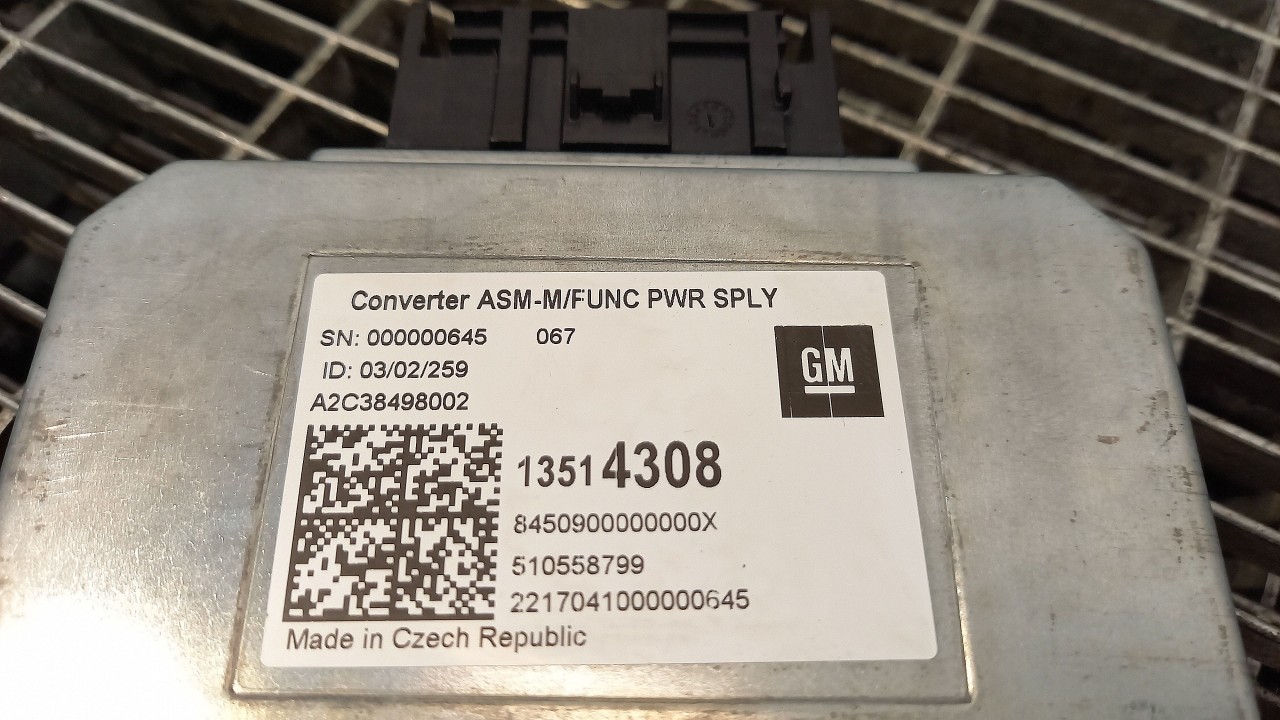 Converter ASM-M/FUNC PWR SPLY
SN: 000000645 067
ID: 03/02/259
A2C38498002
GM
13514308
8450900000000X
510558799
2217041000000645
Made in Czech Republic